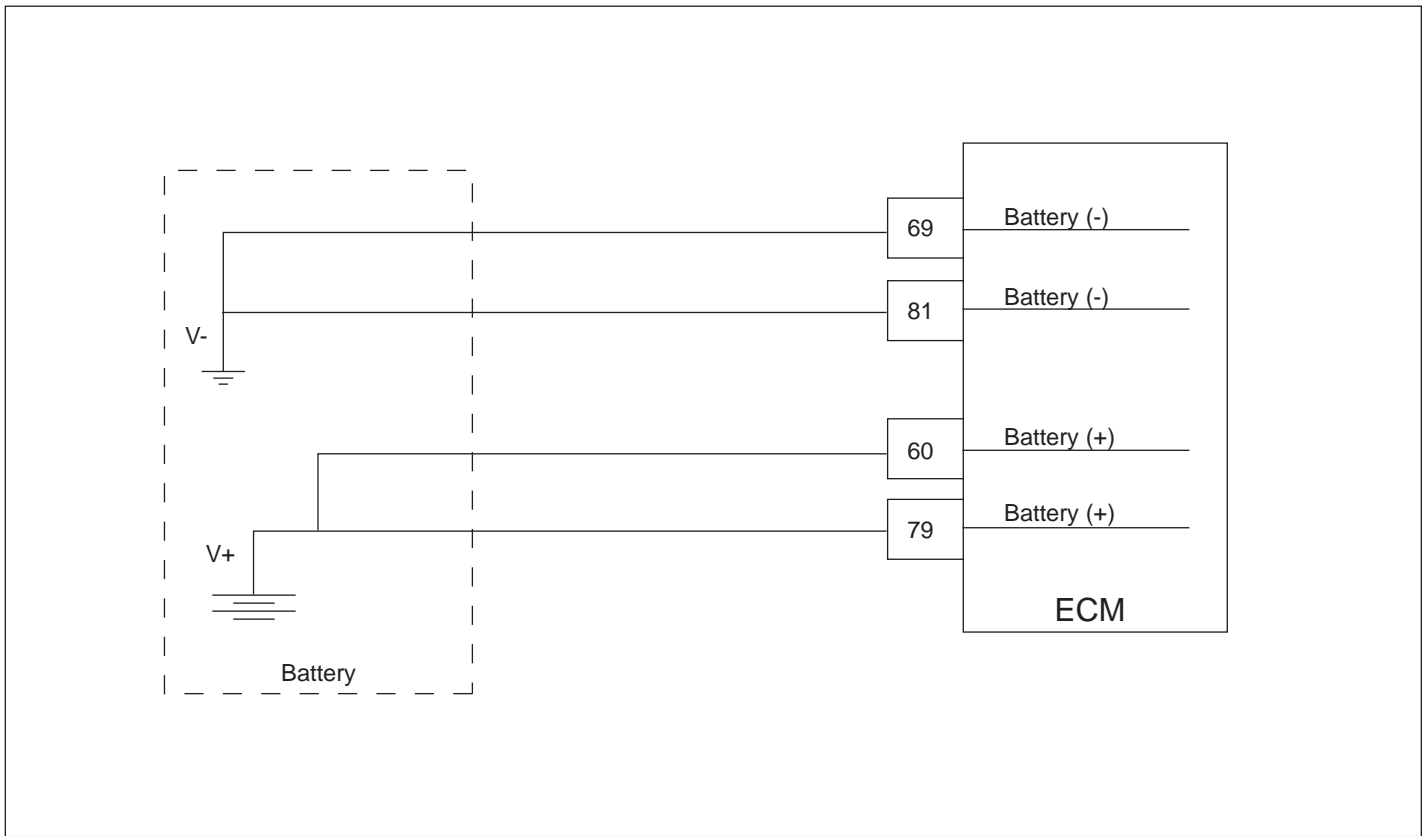 69
Battery (-)
81
Battery (-)
V-
60
Battery (+)
79
Battery (+)
V+
ECM
Battery